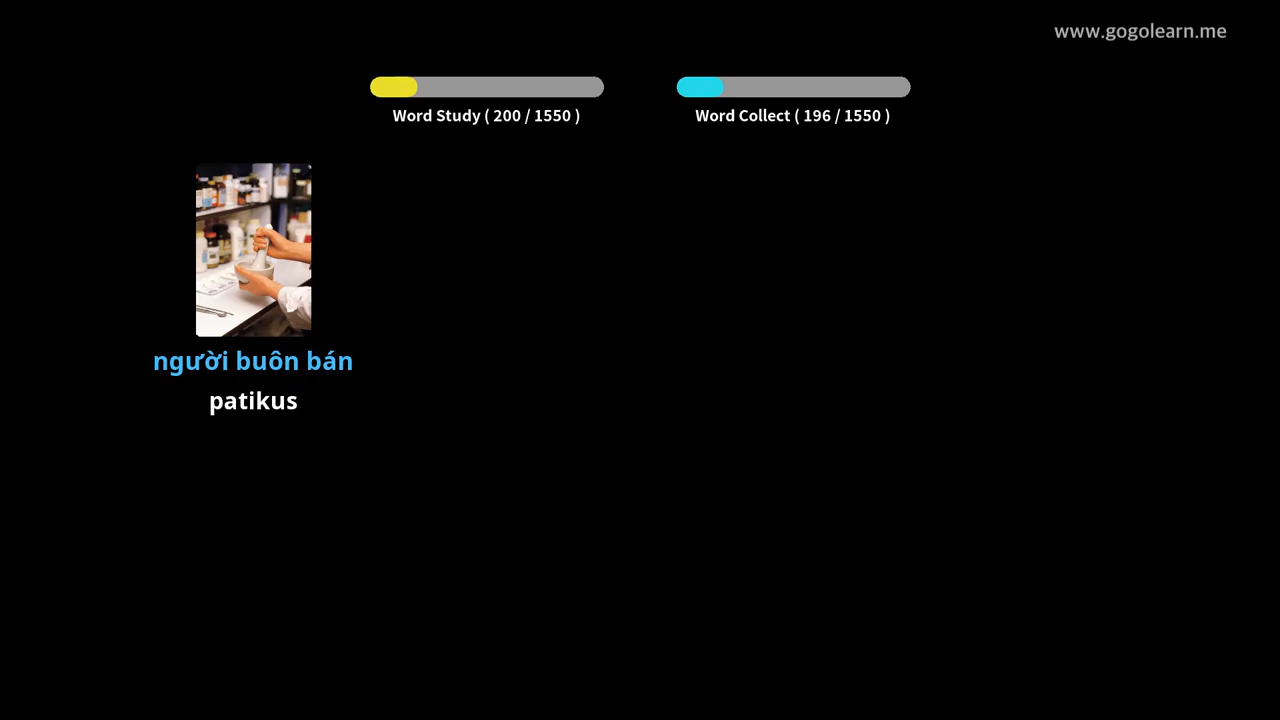 www.gogolearn.me
Word Study ( 200 / 1550 )
Word Collect ( 196 / 1550 )
người buôn bán
patikus